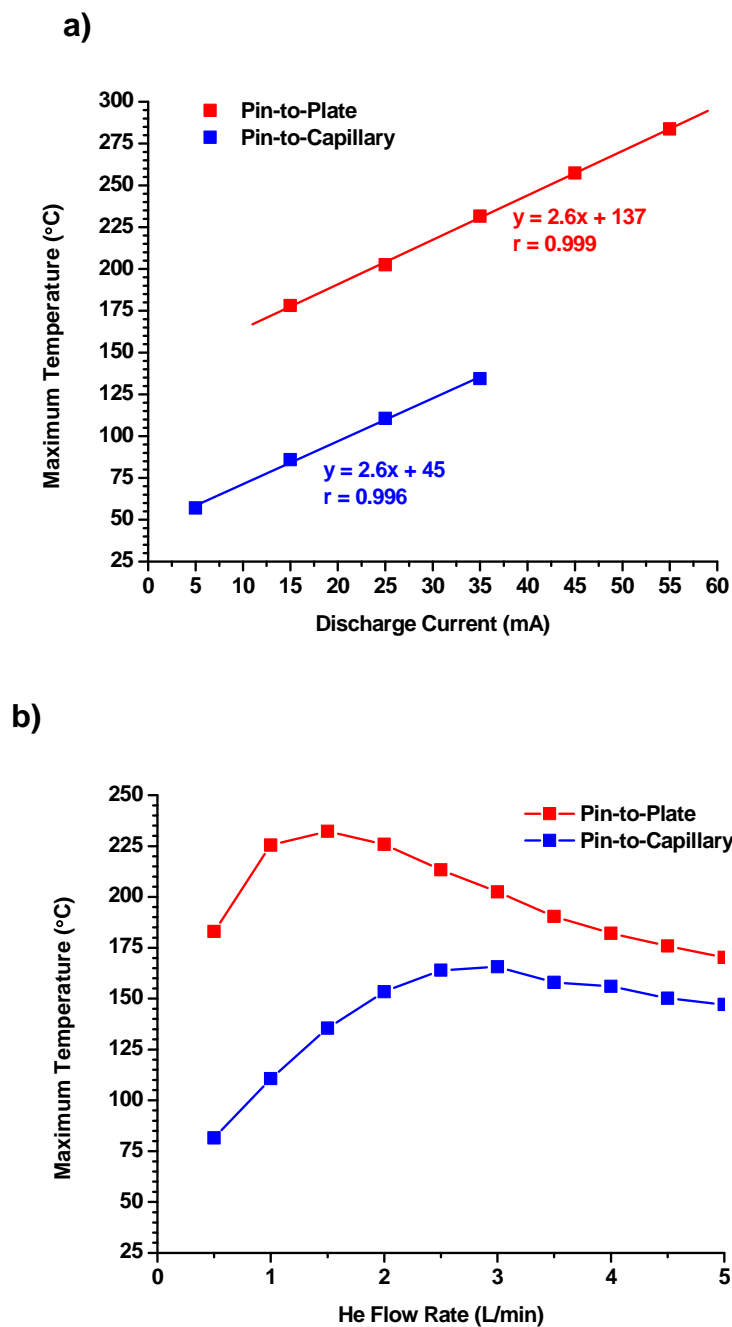 a)
300
275
250
225
200
175
150
125
100
75
50
25
Maximum Temperature (°C)
Pin-to-Plate
Pin-to-Capillary
y = 2.6x + 137
r = 0.999
y = 2.6x + 45
r = 0.996
0 5 10 15 20 25 30 35 40 45 50 55 60
Discharge Current (mA)
b)
250
225
200
175
150
125
100
75
50
25
Maximum Temperature (°C)
Pin-to-Plate
Pin-to-Capillary
0 1 2 3 4 5
He Flow Rate (L/min)